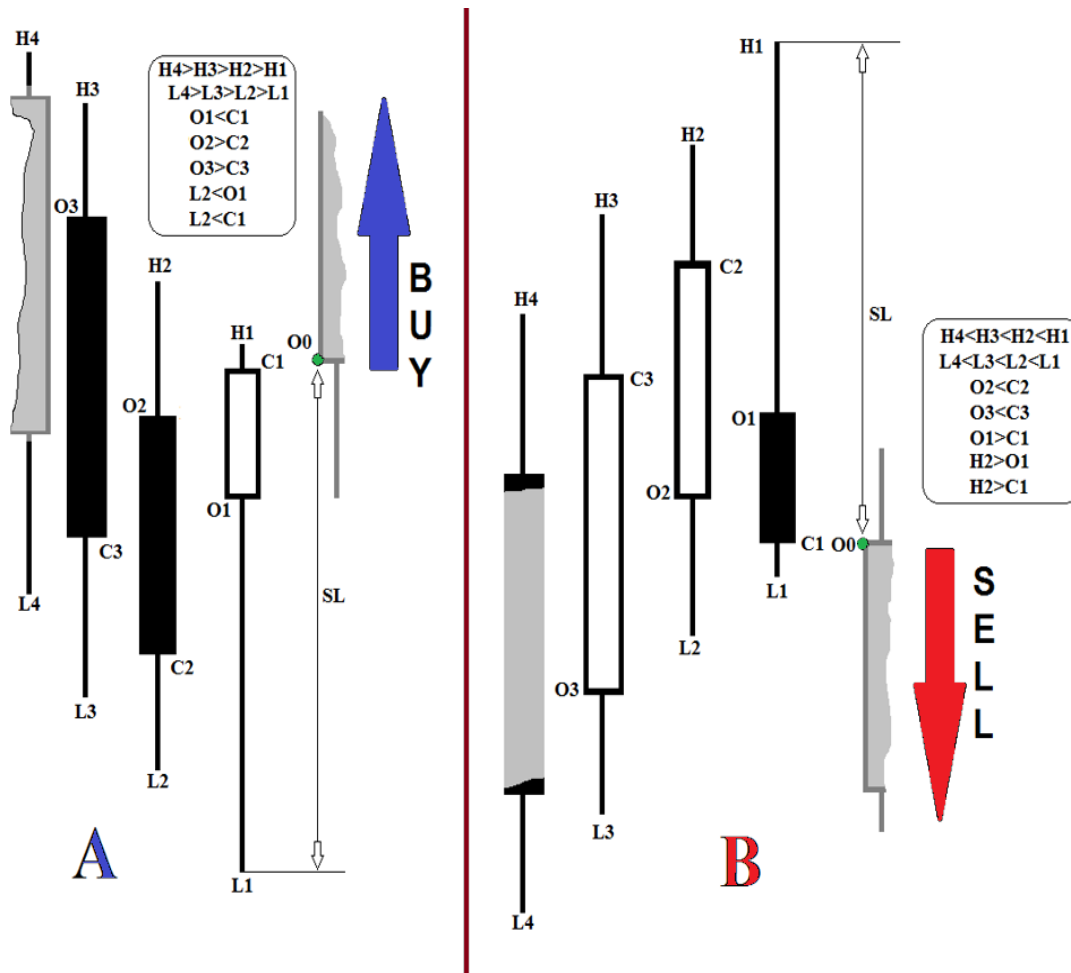 H4
H3
H4>H3>H2>H1
L4>L3>L2>L1
O1<C1
O2>C2
O3>C3
L2<O1
L2<C1
O3
H2
H1
O0
C1
B
U
Y
O2
O1
C3
L4
SL
C2
L3
L2
A
L1
H1
H2
H3
C2
H4
SL
H4<H3<H2<H1
L4<L3<L2<L1
O2<C2
O3<C3
O1>C1
H2>O1
H2>C1
C3
O1
O2
C1
O0
L1
S
E
L
L
L2
O3
L3
B
L4